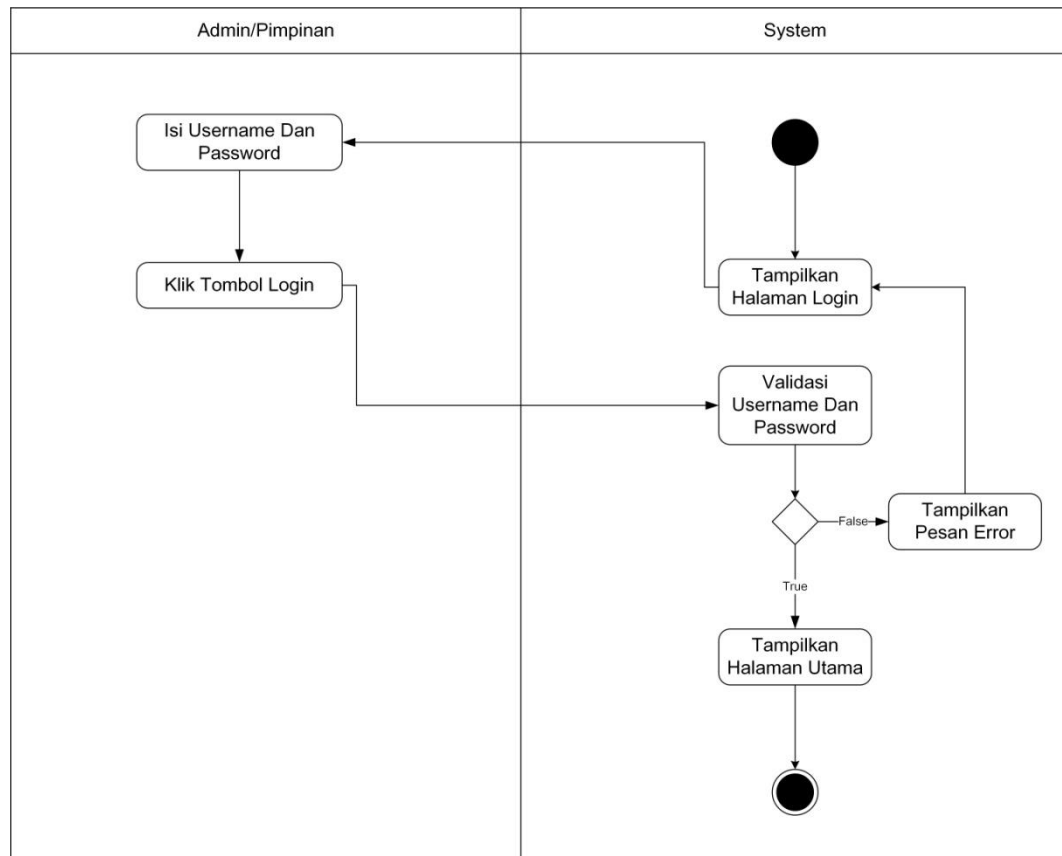 Admin/Pimpinan
System
Isi Username Dan
Password
Klik Tombol Login
Tampilkan
Halaman Login
Validasi
Username Dan
Password
False
Tampilkan
Pesan Error
True
Tampilkan
Halaman Utama